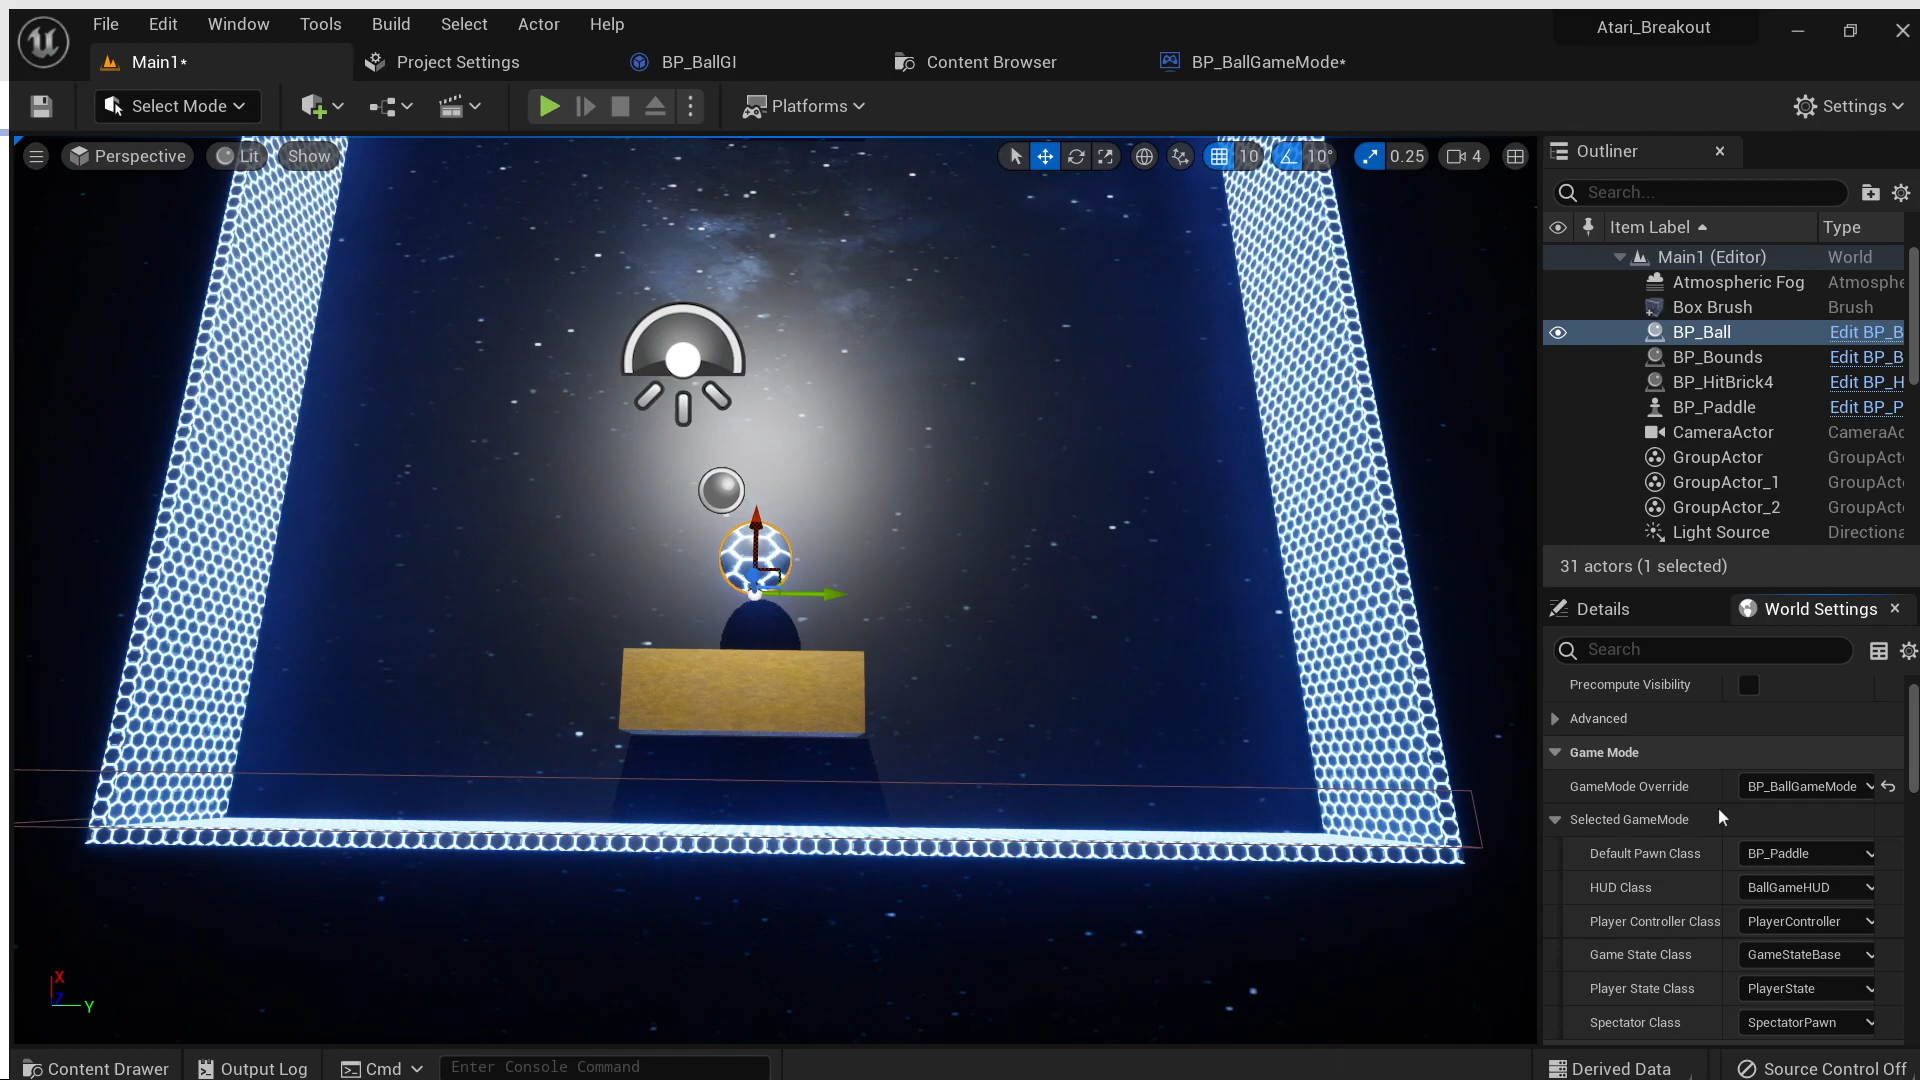 File Edit Window Tools Build Select Actor Help
Atari_Breakout
Main1* Project Settings BP_BallGI Content Browser BP_BallGameMode*
Select Mode Platforms Settings
Perspective Lit Show 10 10° 0.25 4
Outliner
Search...
Item Label Type
Main1 (Editor) World
Atmospheric Fog Atmosphe
Box Brush Brush
BP_Ball Edit BP_B
BP_Bounds Edit BP_B
BP_HitBrick4 Edit BP_H
BP_Paddle Edit BP_P
CameraActor CameraAc
GroupActor GroupActo
GroupActor_1 GroupActo
GroupActor_2 GroupActo
Light Source Directiona
31 actors (1 selected)
Details World Settings
Search
Precompute Visibility
Advanced
Game Mode
GameMode Override BP_BallGameMode
Selected GameMode
Default Pawn Class BP_Paddle
HUD Class BallGameHUD
Player Controller Class PlayerController
Game State Class GameStateBase
Player State Class PlayerState
Spectator Class SpectatorPawn
X
Z
Y
Content Drawer Output Log Cmd Enter Console Command Derived Data Source Control Off